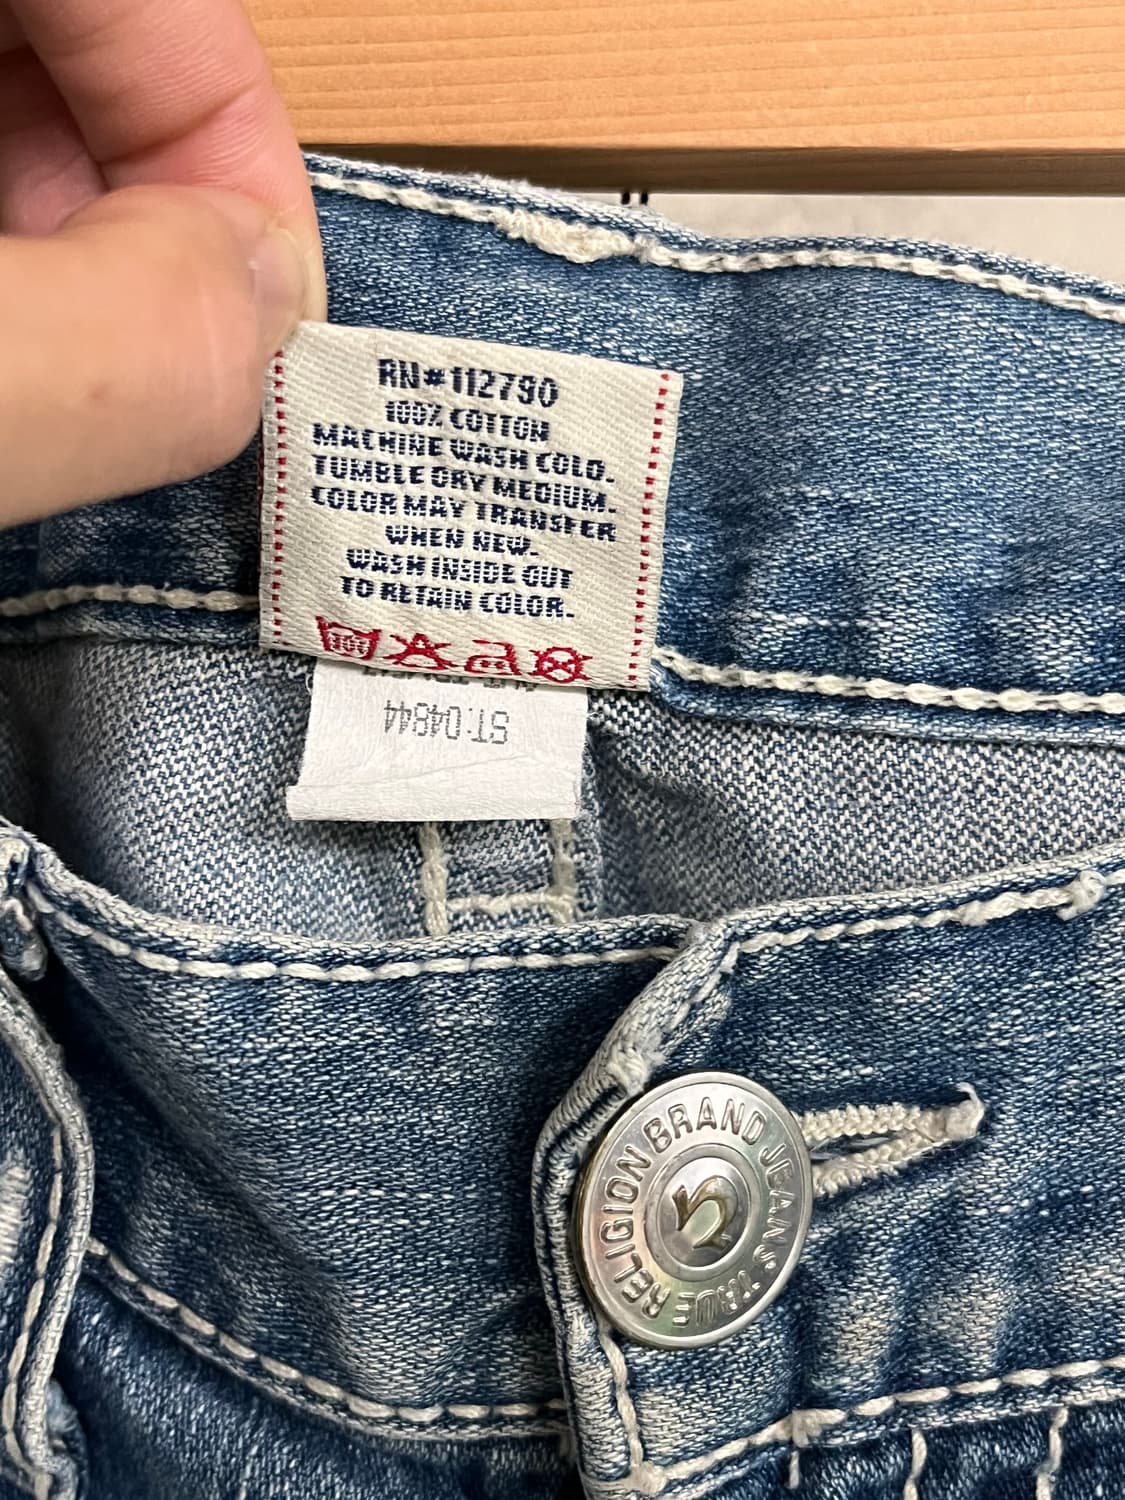 RN#112790
100% COTTON
MACHINE WASH COLD.
TUMBLE DRY MEDIUM.
COLOR MAY TRANSFER
WHEN NEW.
WASH INSIDE OUT
TO RETAIN COLOR.
ST:04844
TRUE RELIGION BRAND JEANS